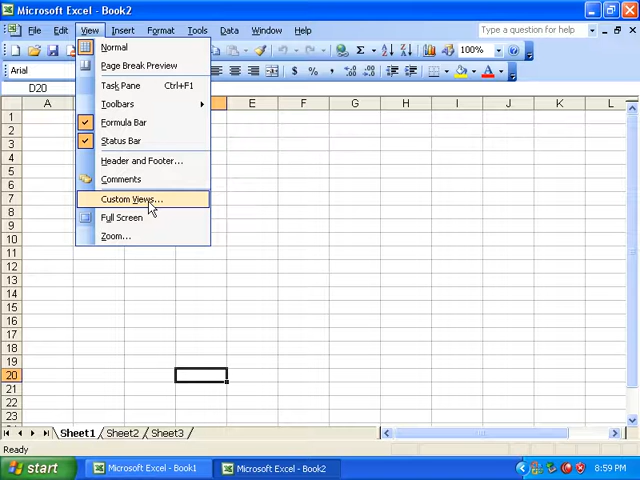 Microsoft Excel - Book2
File Edit View Insert Format Tools Data Window Help
Type a question for help
Normal
Page Break Preview
Task Pane Ctrl+F1
Toolbars
Formula Bar
Status Bar
Header and Footer...
Comments
Custom Views...
Full Screen
Zoom...
100%
Arial
$ %
D20
A E F G H I J K L
1
2
3
4
5
6
7
8
9
10
11
12
13
14
15
16
17
18
19
20
21
22
23
Sheet1 Sheet2 Sheet3
Ready
start Microsoft Excel - Book1 Microsoft Excel - Book2 8:59 PM